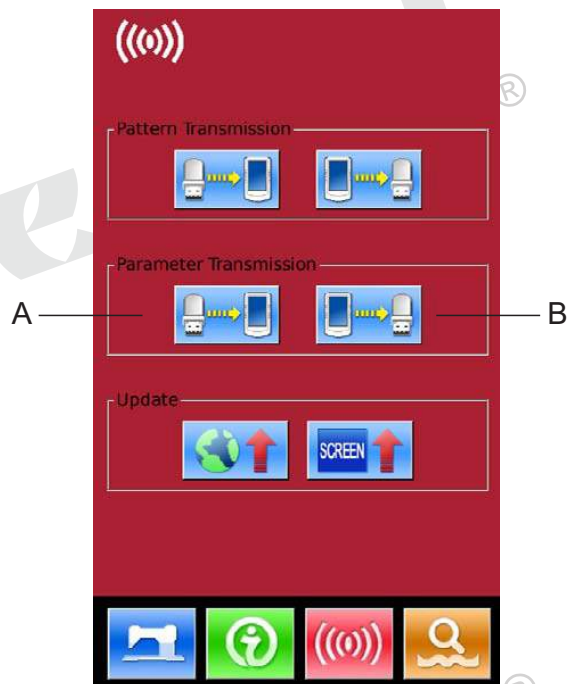 ®
Pattern Transmission
Parameter Transmission
A
B
Update
SCREEN